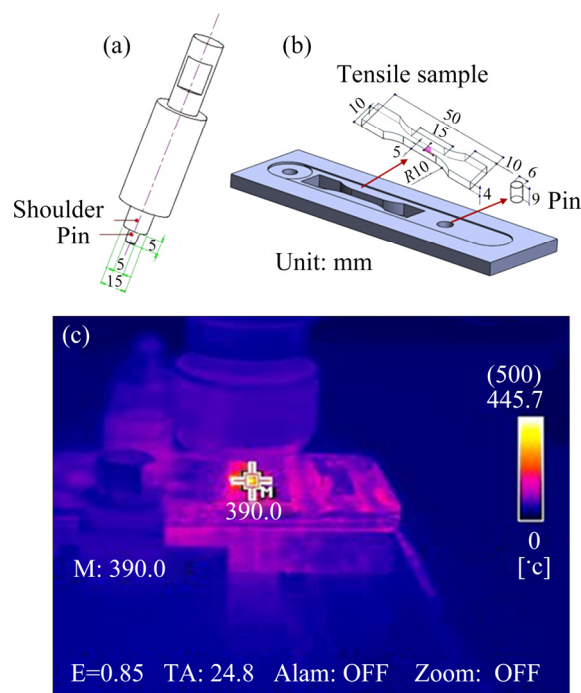 (a)
Shoulder
Pin
5
5
15
(b)
Tensile sample
10
50
15
5
10
6
R10
4
9
Pin
Unit: mm
(c)
(500)
445.7
390.0
M
0
[·c]
M: 390.0
E=0.85 TA: 24.8 Alam: OFF Zoom: OFF